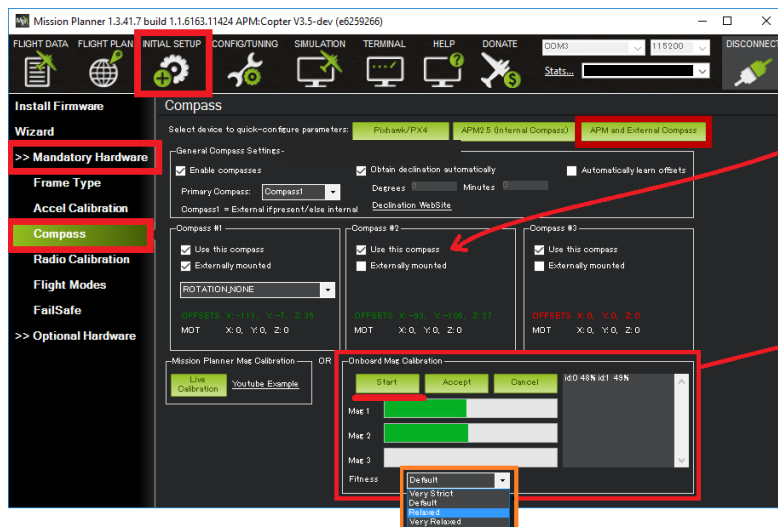 Mission Planner 1.3.41.7 build 1.1.6163.11424 APM:Copter V3.5-dev (e6259266)
FLIGHT DATA FLIGHT PLAN INITIAL SETUP CONFIG/TUNING SIMULATION TERMINAL HELP DONATE COM3 115200 DISCONNECT
Stats...
Install Firmware
Wizard
>> Mandatory Hardware
Frame Type
Accel Calibration
Compass
Radio Calibration
Flight Modes
FailSafe
>> Optional Hardware
Compass
Select device to quick-configure parameters: Pixhawk/PX4 APM2.5 (Internal Compass) APM and External Compass
General Compass Settings-
Enable compasses Obtain declination automatically Automatically learn offsets
Degrees 0 Minutes 0
Primary Compass: Compass1
Compass1 = External if present/else internal Declination WebSite
Compass #1 Compass #2 Compass #3
Use this compass Use this compass Use this compass
Externally mounted Externally mounted Externally mounted
ROTATION_NONE
OFFSETS X: -111, Y: -7, Z: 35 OFFSETS X: -93, Y: -106, Z: 27 OFFSETS X: 0, Y: 0, Z: 0
MOT X: 0, Y: 0, Z: 0 MOT X: 0, Y: 0, Z: 0 MOT X: 0, Y: 0, Z: 0
Mission Planner Mag Calibration OR Onboard Mag Calibration
Live Calibration Youtube Example Start Accept Cancel id:0 48% id:1 49%
Mag 1
Mag 2
Mag 3
Fitness Default
Very Strict
Default
Relaxed
Very Relaxed